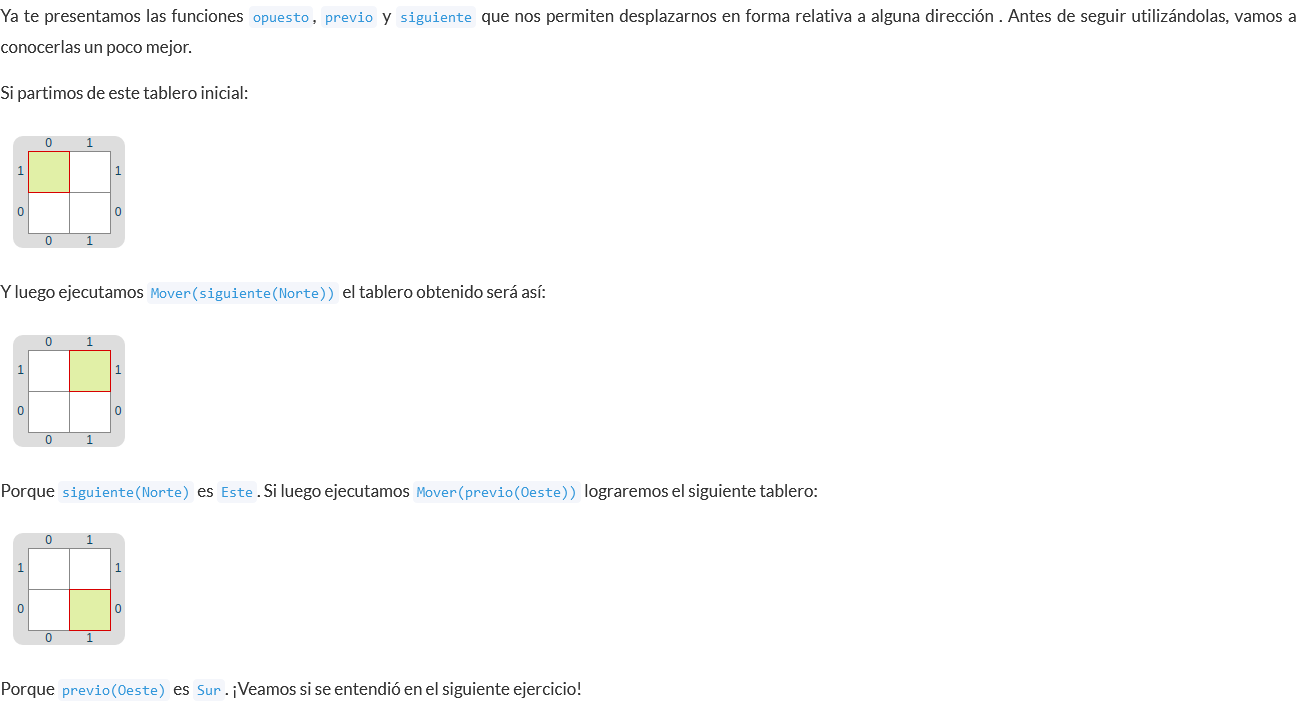 Ya te presentamos las funciones opuesto, previo y siguiente que nos permiten desplazarnos en forma relativa a alguna dirección . Antes de seguir utilizándolas, vamos a
conocerlas un poco mejor.
Si partimos de este tablero inicial:
0 1
1 1
0 0
0 1
Y luego ejecutamos Mover(siguiente(Norte)) el tablero obtenido será así:
0 1
1 1
0 0
0 1
Porque siguiente(Norte) es Este. Si luego ejecutamos Mover(previo(Oeste)) lograremos el siguiente tablero:
0 1
1 1
0 0
0 1
Porque previo(Oeste) es Sur. ¡Veamos si se entendió en el siguiente ejercicio!